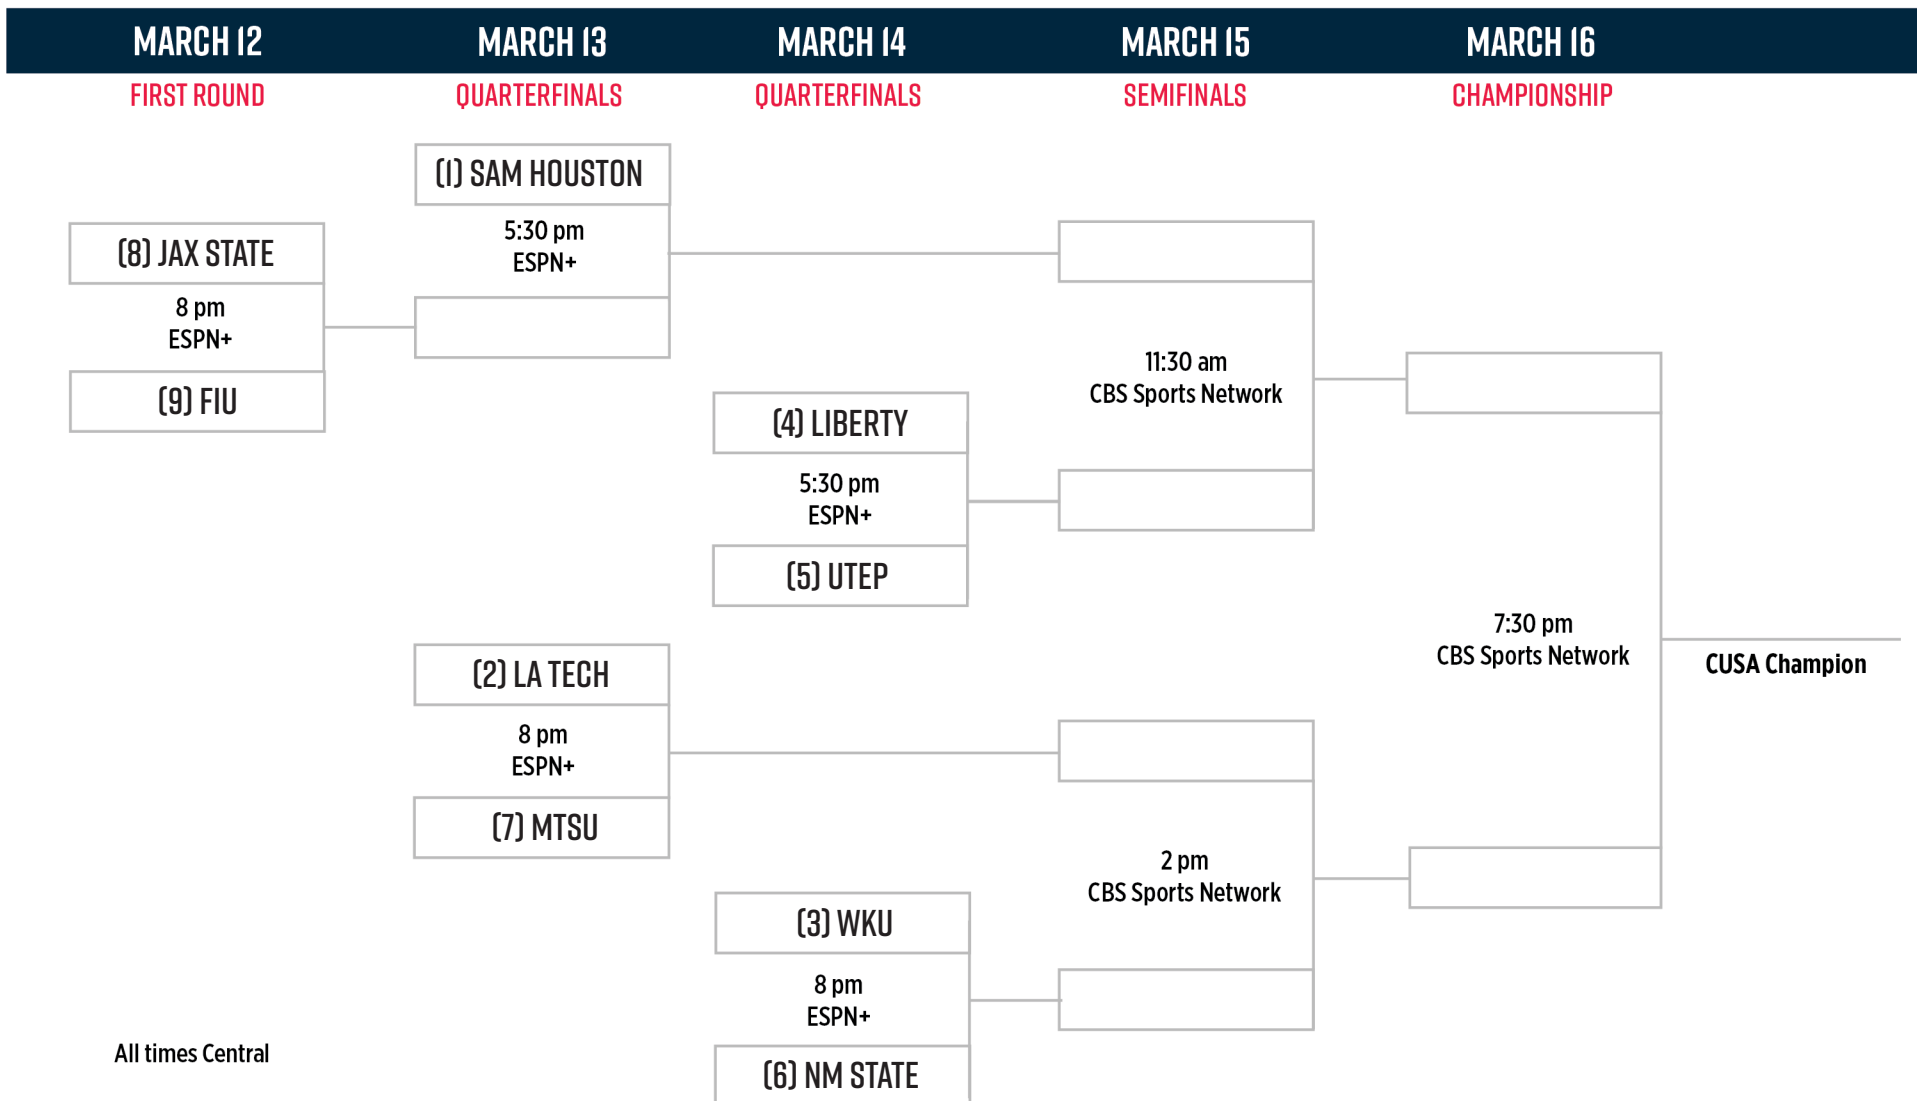 MARCH 12
MARCH 13
MARCH 14
MARCH 15
MARCH 16
FIRST ROUND
QUARTERFINALS
QUARTERFINALS
SEMIFINALS
CHAMPIONSHIP
(8) JAX STATE
8 pm
ESPN+
(9) FIU
(1) SAM HOUSTON
5:30 pm
ESPN+
(2) LA TECH
8 pm
ESPN+
(7) MTSU
(4) LIBERTY
5:30 pm
ESPN+
(5) UTEP
(3) WKU
8 pm
ESPN+
(6) NM STATE
11:30 am
CBS Sports Network
2 pm
CBS Sports Network
7:30 pm
CBS Sports Network
CUSA Champion
All times Central